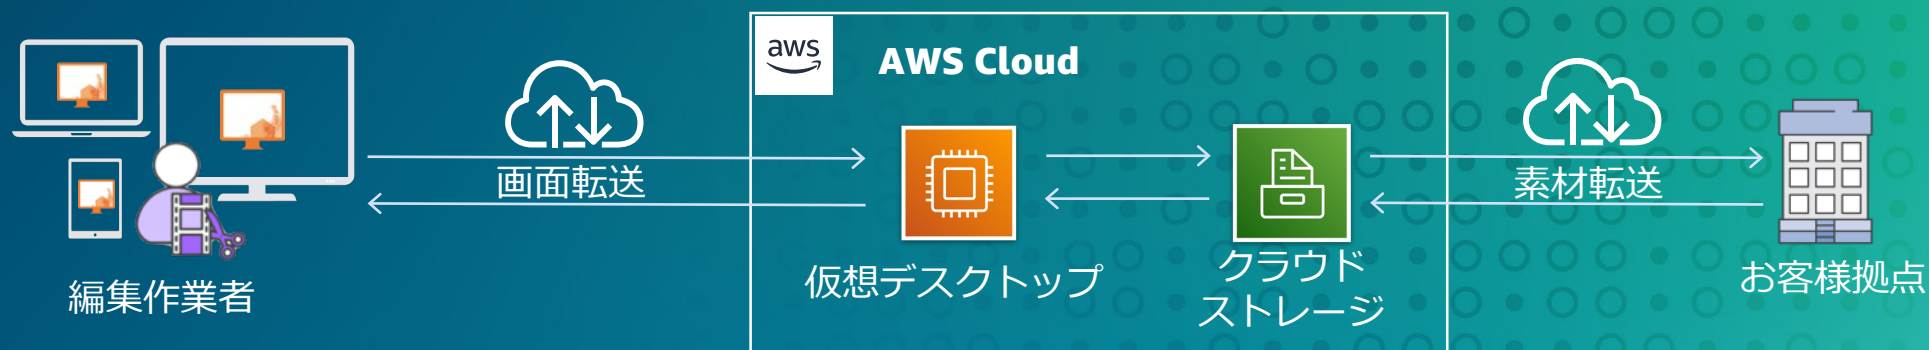 aws
AWS Cloud
画面転送
素材転送
編集作業者
仮想デスクトップ
クラウド
ストレージ
お客様拠点